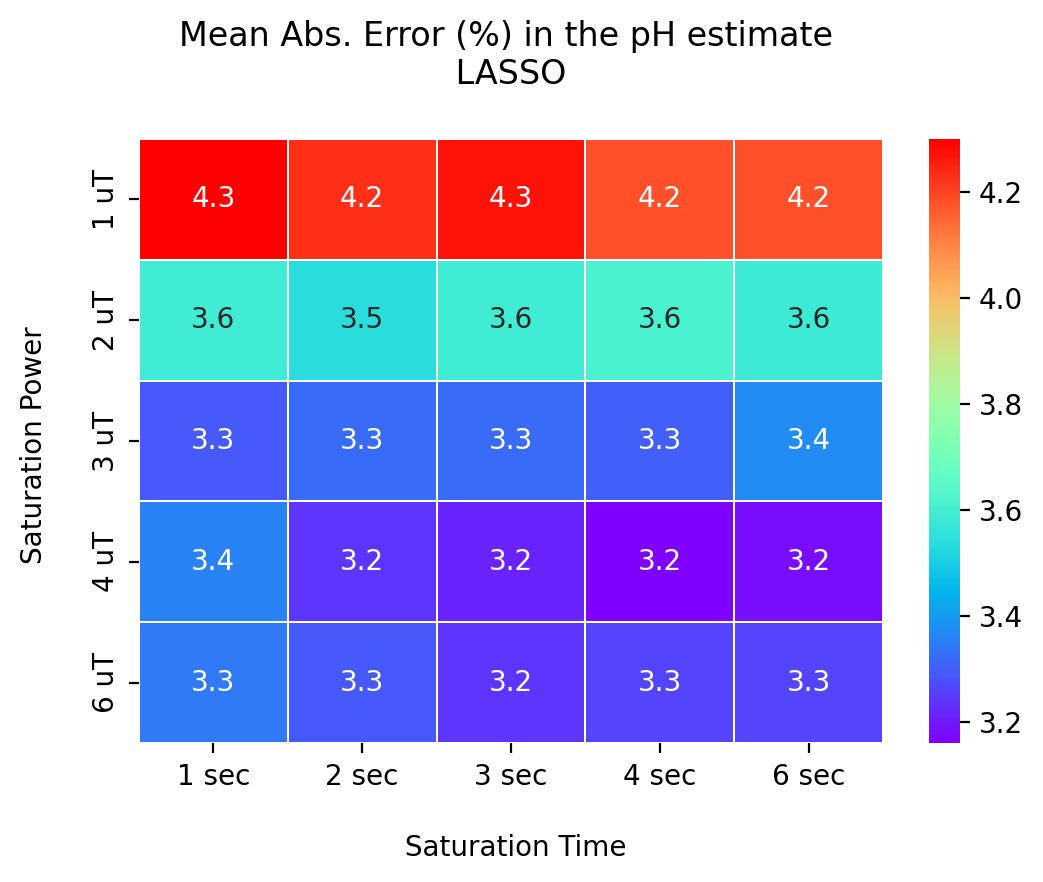 Mean Abs. Error (%) in the pH estimate
LASSO
Saturation Power
1 uT 4.3 4.2 4.3 4.2 4.2
2 uT 3.6 3.5 3.6 3.6 3.6
3 uT 3.3 3.3 3.3 3.3 3.4
4 uT 3.4 3.2 3.2 3.2 3.2
6 uT 3.3 3.3 3.2 3.3 3.3
1 sec 2 sec 3 sec 4 sec 6 sec
Saturation Time
4.2
4.0
3.8
3.6
3.4
3.2